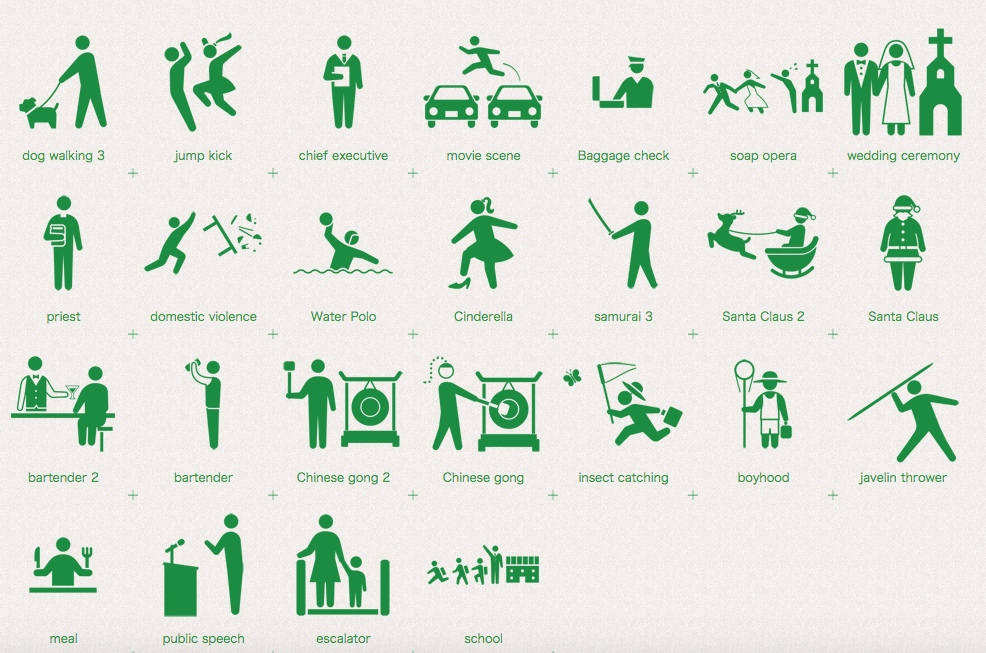 dog walking 3
jump kick
chief executive
movie scene
Baggage check
soap opera
wedding ceremony
priest
domestic violence
Water Polo
Cinderella
samurai 3
Santa Claus 2
Santa Claus
bartender 2
bartender
Chinese gong 2
Chinese gong
insect catching
boyhood
javelin thrower
meal
public speech
escalator
school